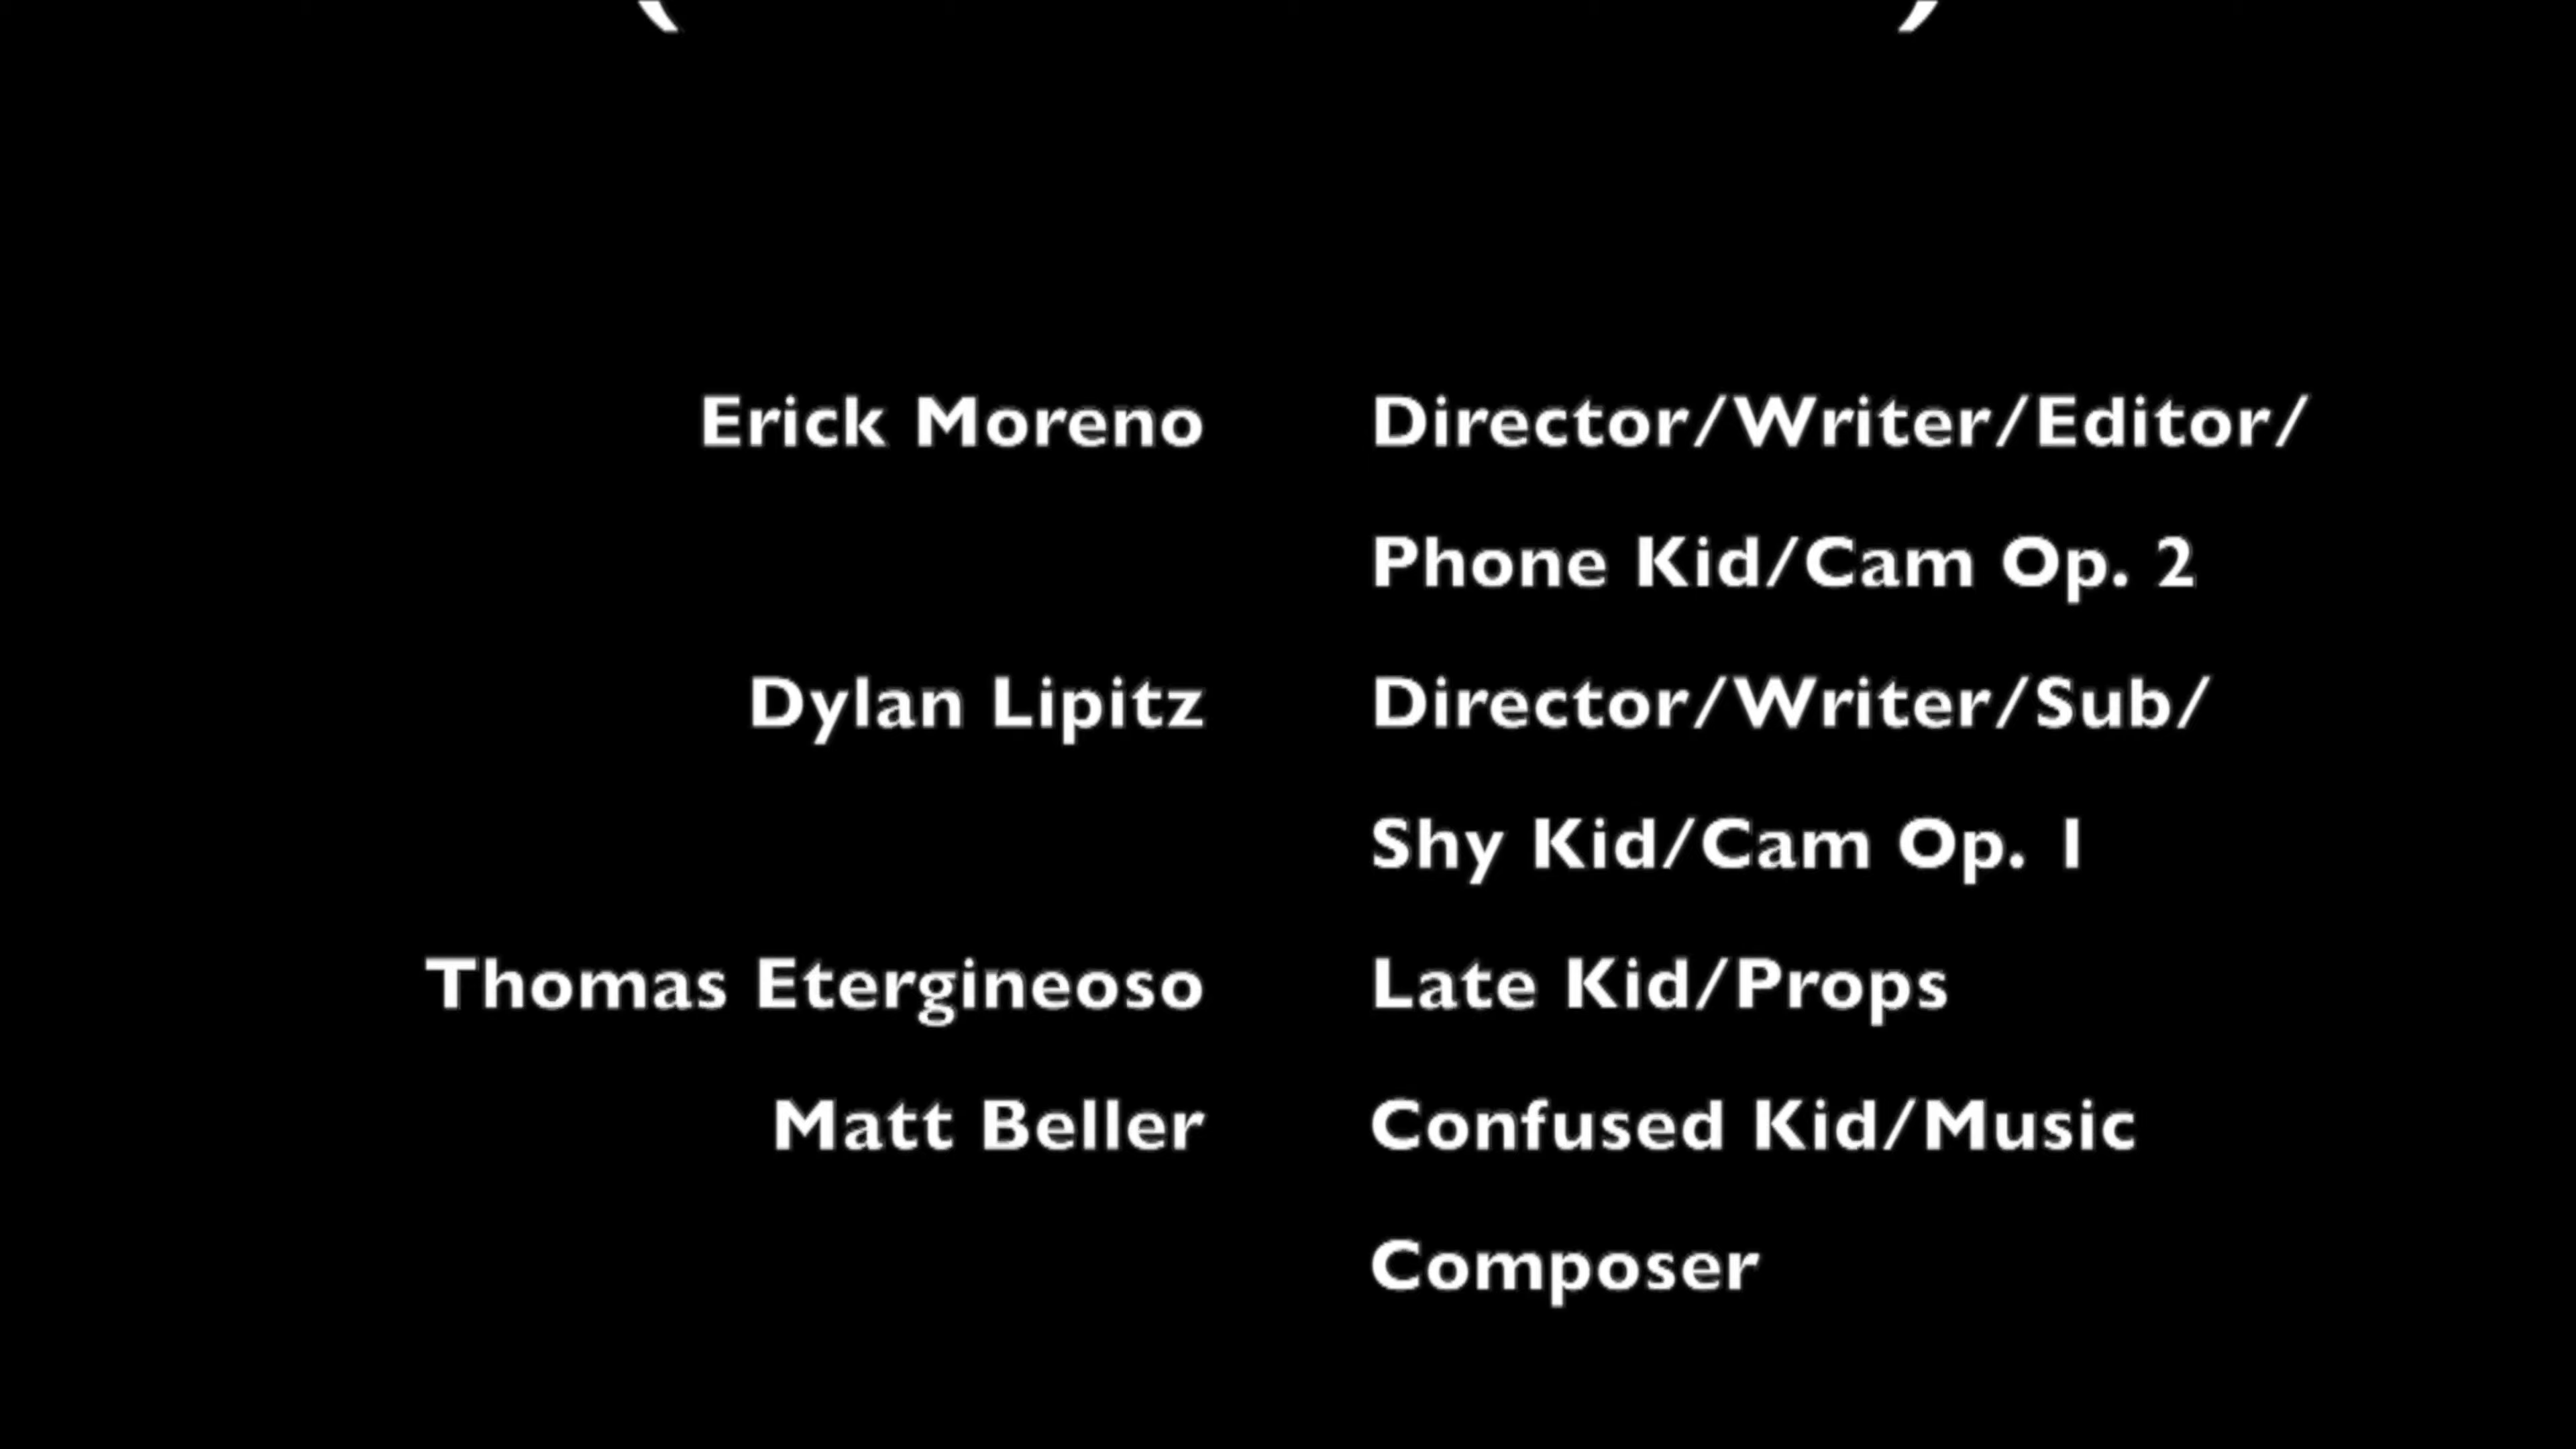 Erick Moreno Director/Writer/Editor/
Phone Kid/Cam Op. 2
Dylan Lipitz Director/Writer/Sub/
Shy Kid/Cam Op. 1
Thomas Etergineoso Late Kid/Props
Matt Beller Confused Kid/Music
Composer